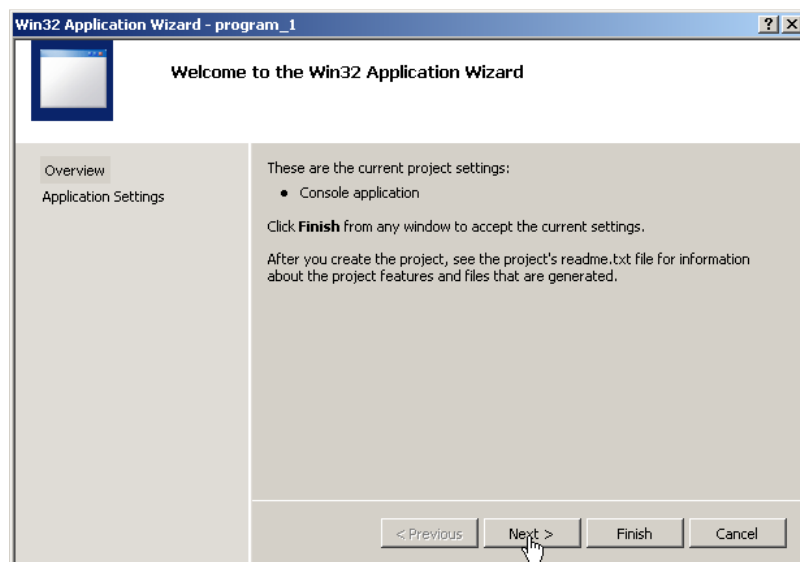 Win32 Application Wizard - program_1
Welcome to the Win32 Application Wizard
Overview
Application Settings
These are the current project settings:
• Console application
Click Finish from any window to accept the current settings.
After you create the project, see the project's readme.txt file for information
about the project features and files that are generated.
< Previous
Next >
Finish
Cancel